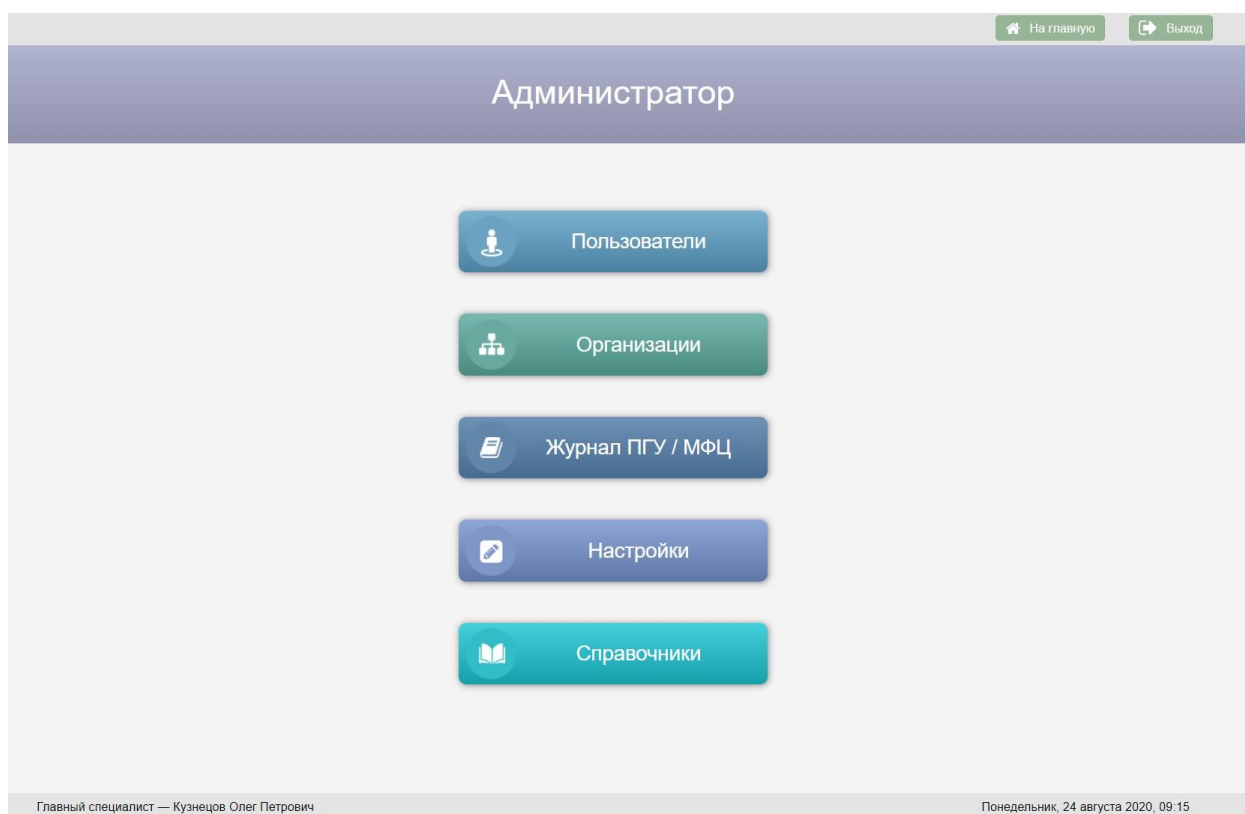 На главную
Выход
Администратор
Пользователи
Организации
Журнал ПГУ / МФЦ
Настройки
Справочники
Главный специалист — Кузнецов Олег Петрович
Понедельник, 24 августа 2020, 09:15